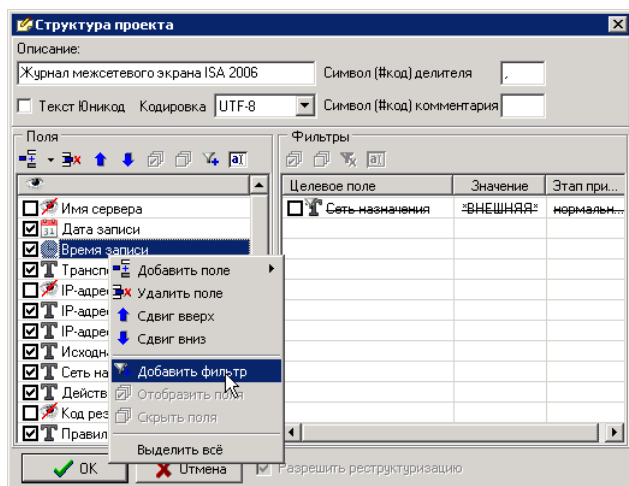 Структура проекта
Описание:
Журнал межсетевого экрана ISA 2006
Символ (#код) делителя ,
Текст Юникод Кодировка UTF-8 Символ (#код) комментария
Поля
Фильтры
Целевое поле Значение Этап при...
Имя сервера
Сеть назначения *ВНЕШНЯЯ* нормальн...
Дата записи
Время записи
Трансп
Добавить поле
IP-адре
Удалить поле
IP-адре
Сдвиг вверх
IP-адре
Сдвиг вниз
Исходн
Сеть на
Добавить фильтр
Действ
Отобразить поля
Код рез
Скрыть поля
Правил
Выделить всё
OK Отмена Разрешить реструктуризацию